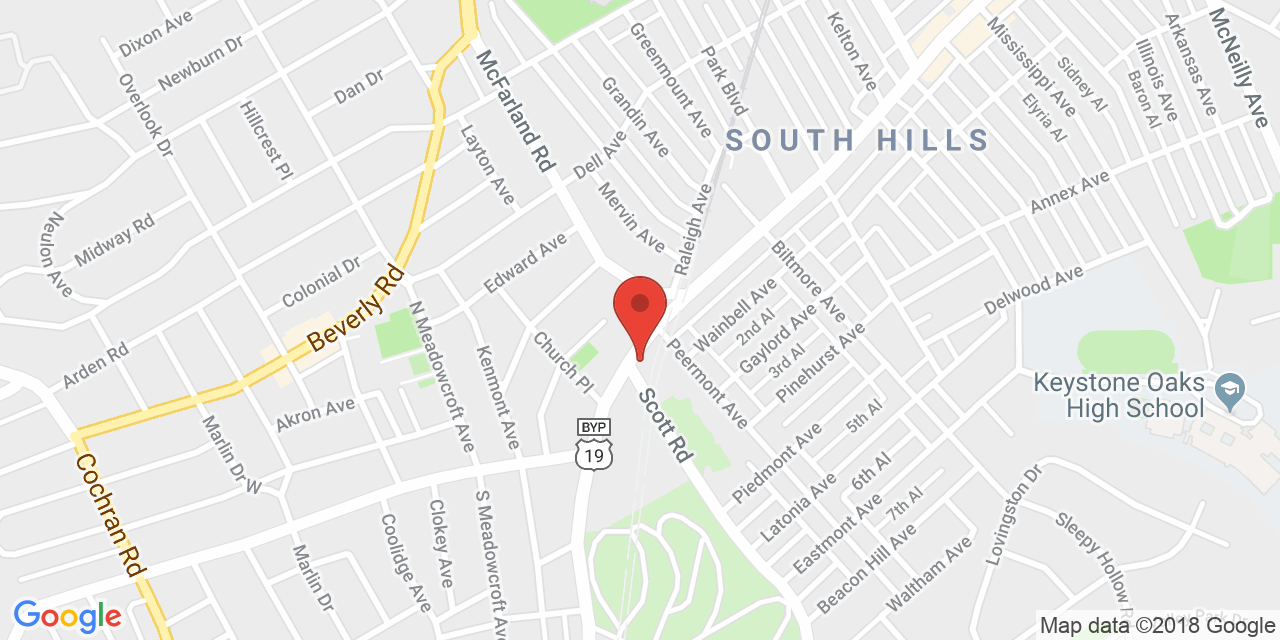 Dixon Ave
Newburn Dr
Overlook Dr
Dan Dr
Hillcrest Pl
McFarland Rd
Layton Ave
Dell Ave
Greenmount Ave
Grandin Ave
Park Blvd
Kelton Ave
Mississippi Ave
Sidney Al
Elyria Al
Illinois Ave
Baron Al
Arkansas Ave
McNeilly Ave
SOUTH HILLS
Mervin Ave
Raleigh Ave
Annex Ave
Neulon Ave
Midway Rd
Colonial Dr
Edward Ave
Beverly Rd
Biltmore Ave
Delwood Ave
Wainbell Ave
2nd Al
Gaylord Ave
3rd Al
Pinehurst Ave
Arden Rd
N Meadowcroft Ave
Kenmont Ave
Church Pl
Peermont Ave
Scott Rd
Keystone Oaks
High School
Akron Ave
Marlin Dr W
BYP
19
Cochran Rd
Piedmont Ave
5th Al
Latonia Ave
6th Al
Eastmont Ave
7th Al
Beacon Hill Ave
Waltham Ave
Lovingston Dr
Sleepy Hollow
Coolidge Ave
Clokey Ave
S Meadowcroft Ave
Marlin Dr
Google
Map data ©2018 Google